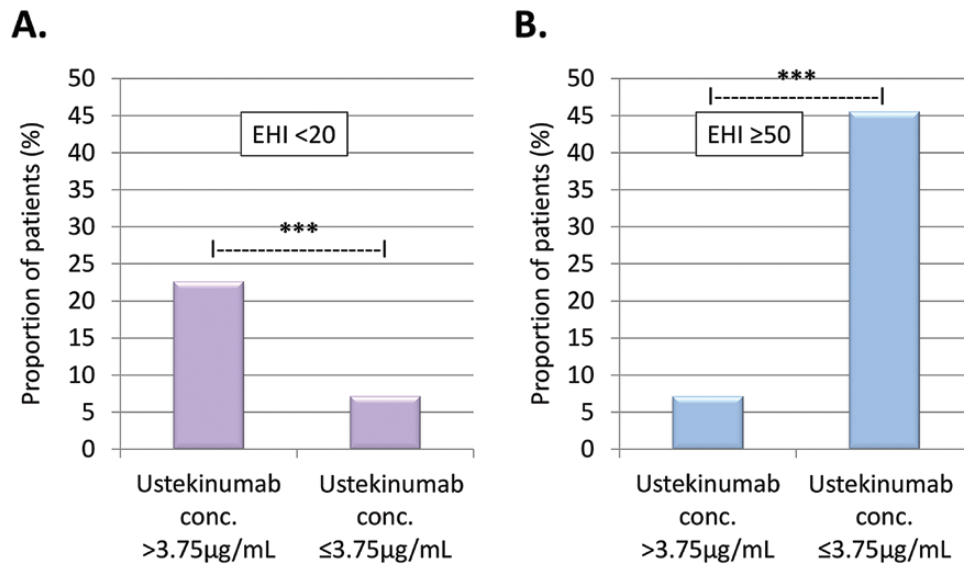 A.
Proportion of patients (%)
50
45
40
35
30
25
20
15
10
5
0
EHI <20
***
|------------------|
Ustekinumab
conc.
>3.75µg/mL
Ustekinumab
conc.
≤3.75µg/mL
B.
Proportion of patients (%)
50
45
40
35
30
25
20
15
10
5
0
***
|------------------|
EHI ≥50
Ustekinumab
conc.
>3.75µg/mL
Ustekinumab
conc.
≤3.75µg/mL